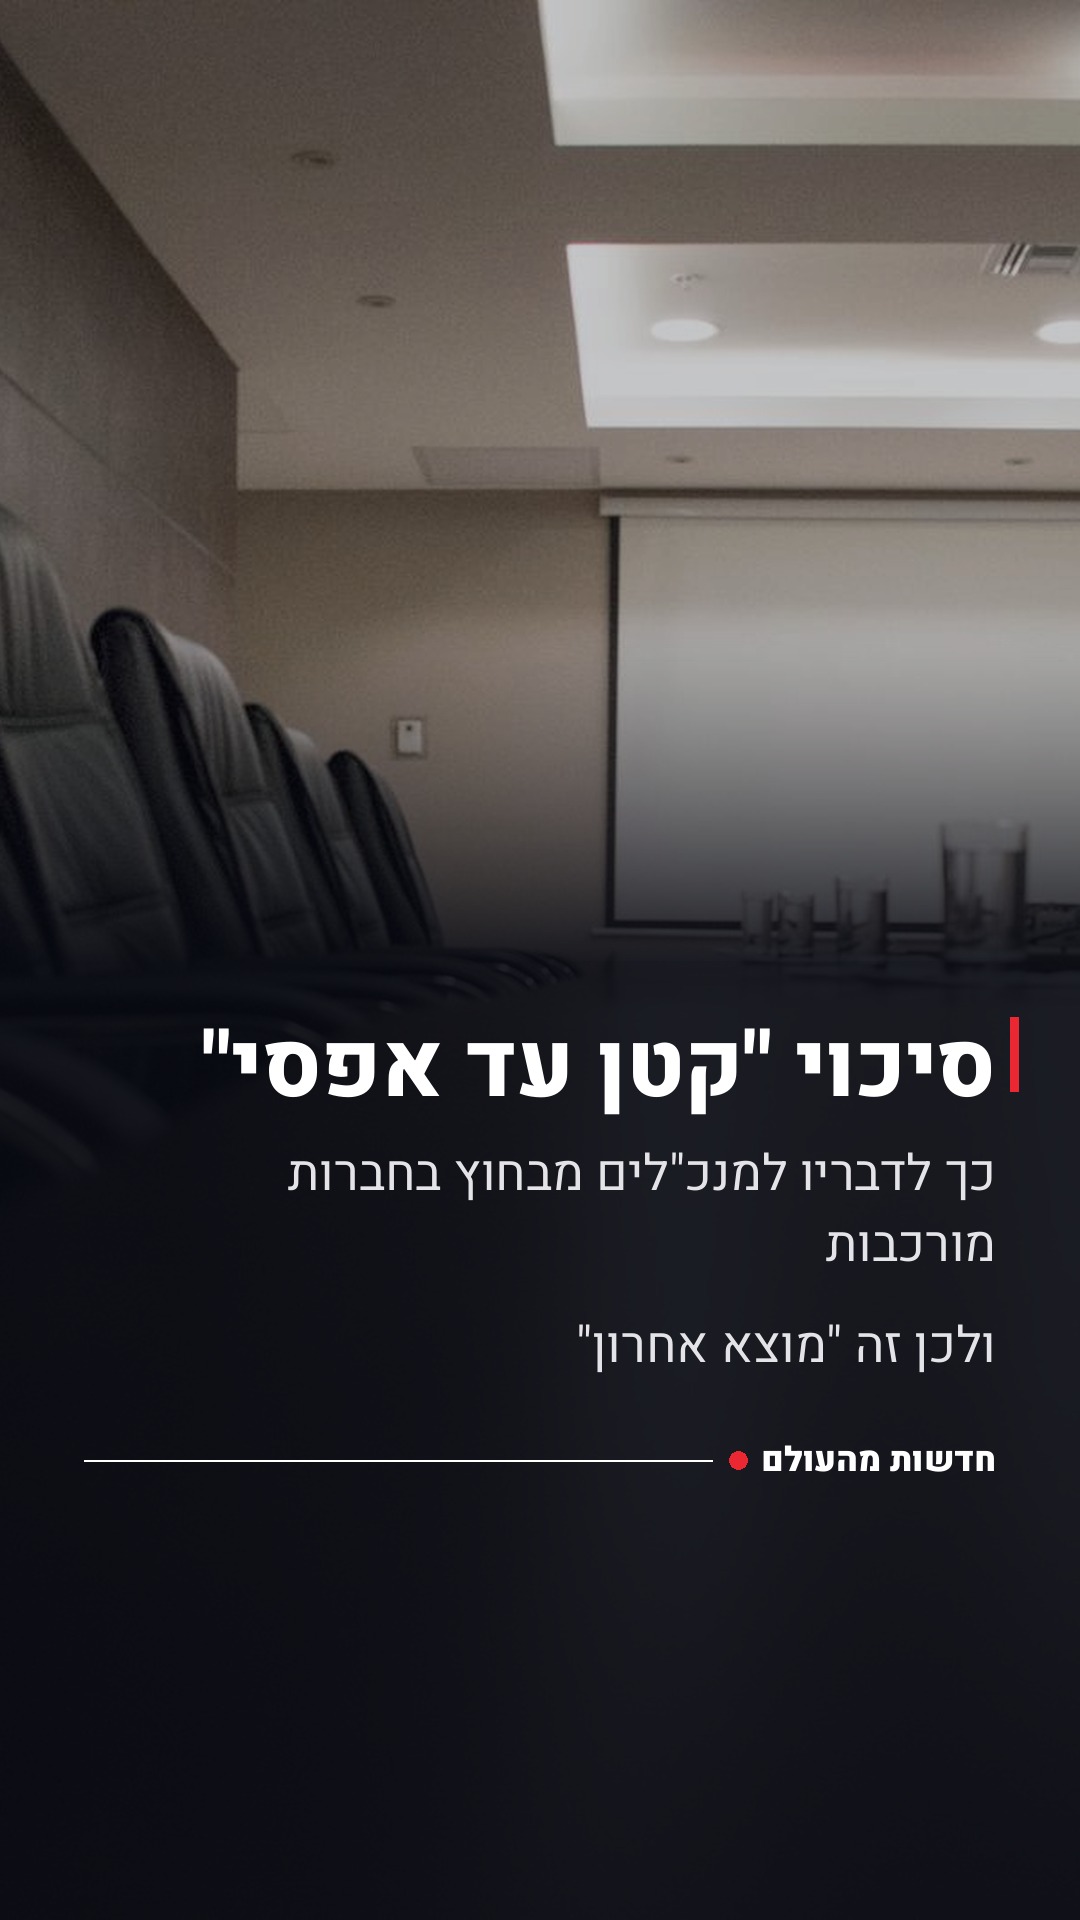 סיכוי "קטן עד אפסי"
כך לדבריו למנכ"לים מבחוץ בחברות
מורכבות
ולכן זה "מוצא אחרון"
חדשות מהעולם